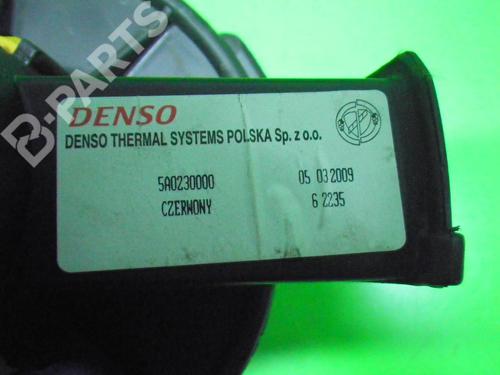 B-PARTS
DENSO
DENSO THERMAL SYSTEMS POLSKA Sp. z o.o.
5A0230000 05 03 2009
CZERWONY 6 2235